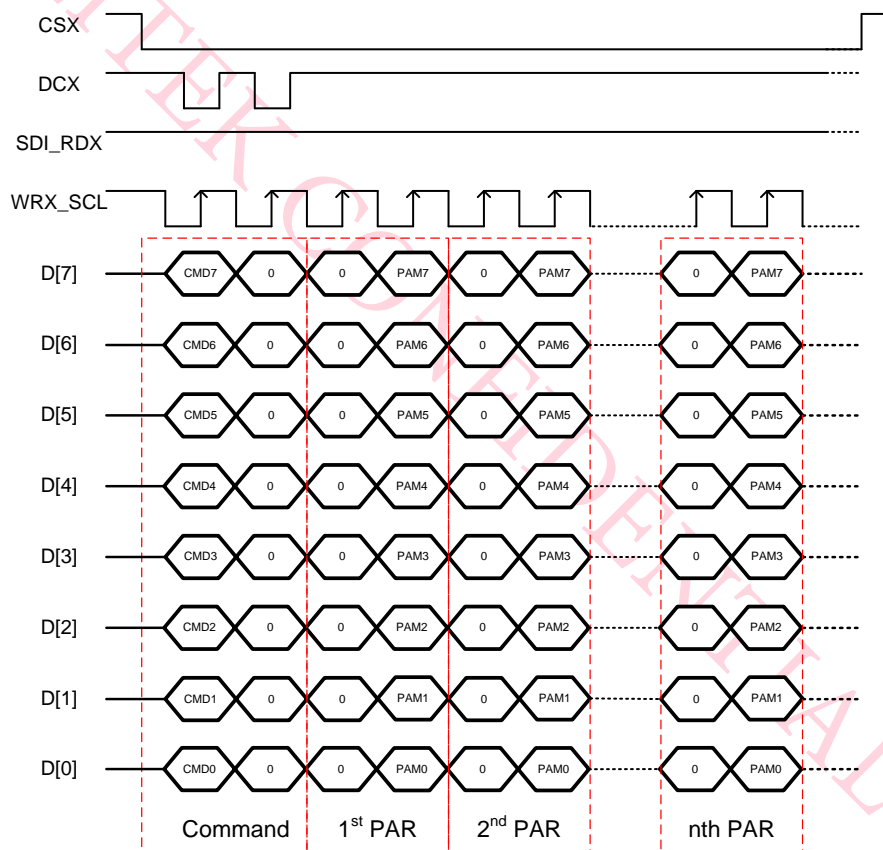 CSX
DCX
SDI_RDX
WRX_SCL
D[7] CMD7 0 0 PAM7 0 PAM7 0 PAM7
D[6] CMD6 0 0 PAM6 0 PAM6 0 PAM6
D[5] CMD5 0 0 PAM5 0 PAM5 0 PAM5
D[4] CMD4 0 0 PAM4 0 PAM4 0 PAM4
D[3] CMD3 0 0 PAM3 0 PAM3 0 PAM3
D[2] CMD2 0 0 PAM2 0 PAM2 0 PAM2
D[1] CMD1 0 0 PAM1 0 PAM1 0 PAM1
D[0] CMD0 0 0 PAM0 0 PAM0 0 PAM0
Command 1st PAR 2nd PAR nth PAR
CONFIDENTIAL